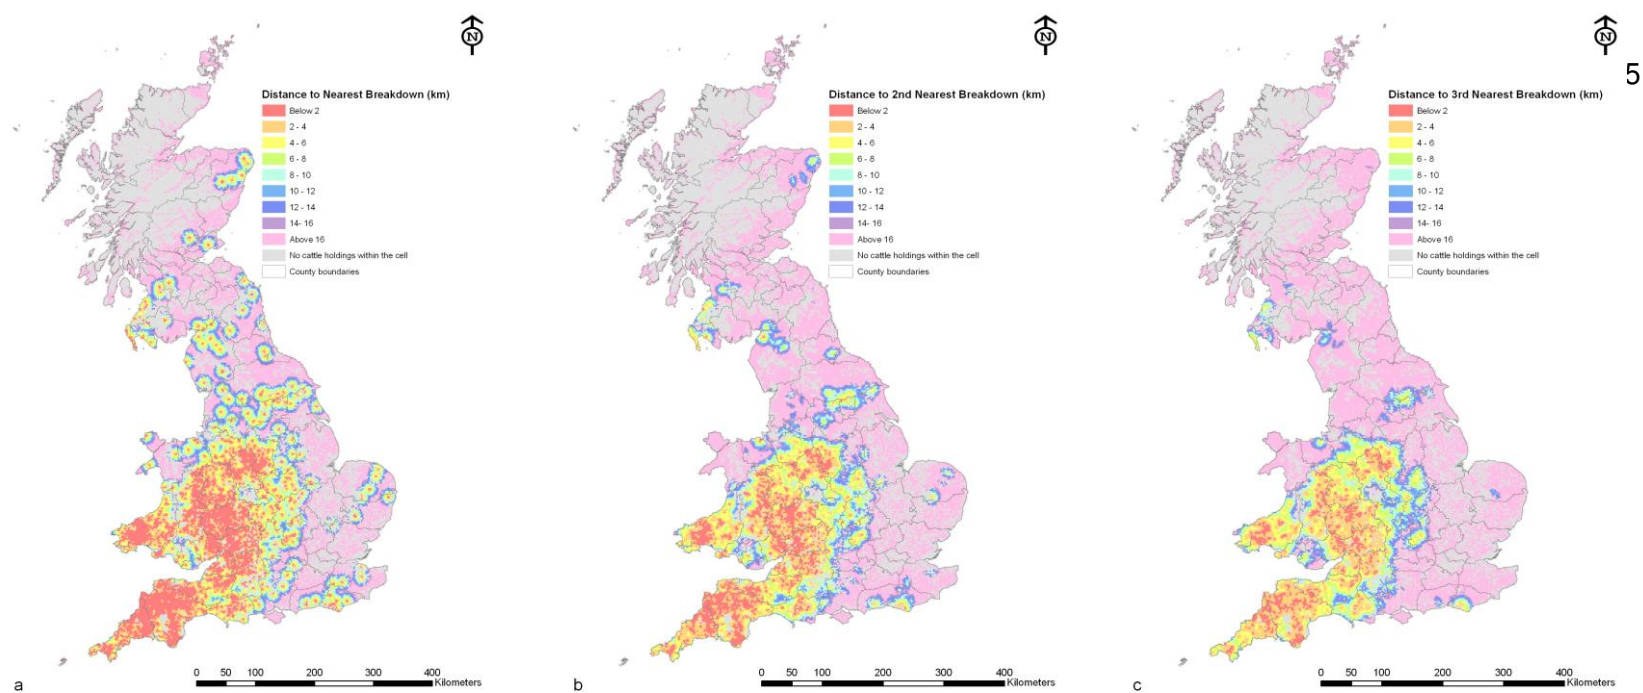 N
N
N
5
Distance to Nearest Breakdown (km)
Below 2
2 - 4
4 - 6
6 - 8
8 - 10
10 - 12
12 - 14
14- 16
Above 16
No cattle holdings within the cell
County boundaries
Distance to 2nd Nearest Breakdown (km)
Below 2
2 - 4
4 - 6
6 - 8
8 - 10
10 - 12
12 - 14
14- 16
Above 16
No cattle holdings within the cell
County boundaries
Distance to 3rd Nearest Breakdown (km)
Below 2
2 - 4
4 - 6
6 - 8
8 - 10
10 - 12
12 - 14
14- 16
Above 16
No cattle holdings within the cell
County boundaries
a
0 50 100 200 300 400
Kilometers
b
0 50 100 200 300 400
Kilometers
c
0 50 100 200 300 400
Kilometers